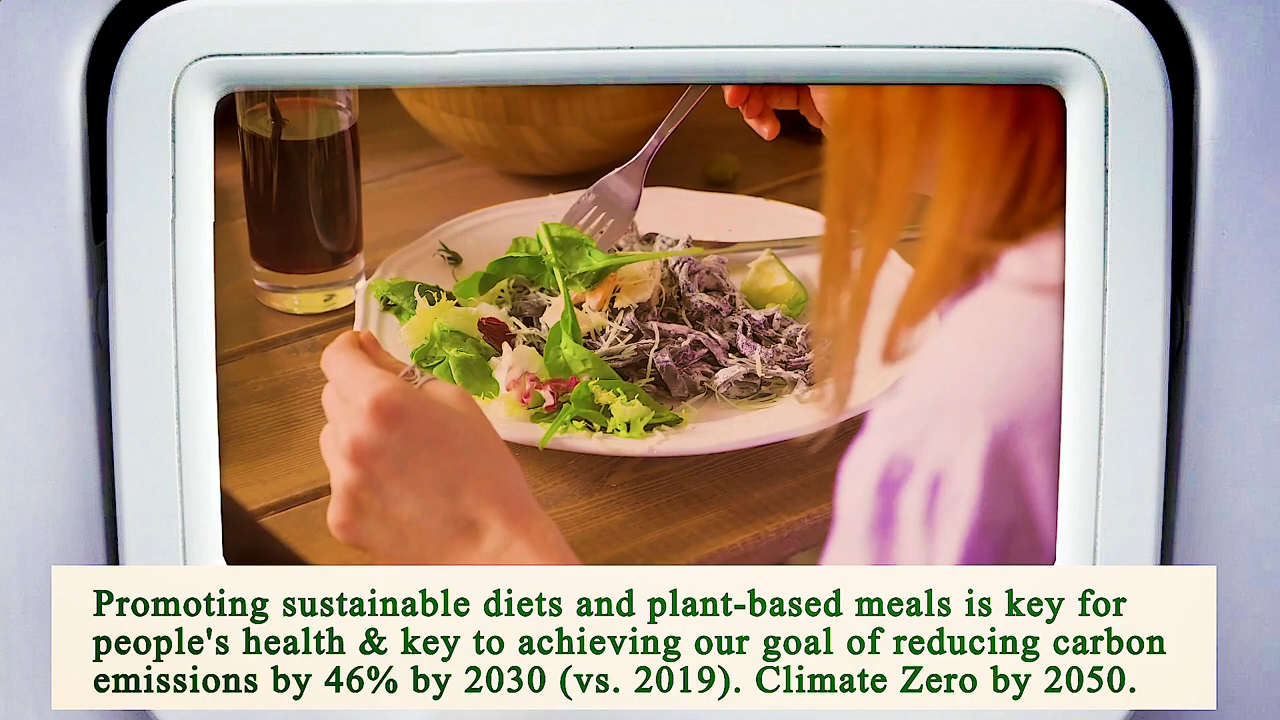 Promoting sustainable diets and plant-based meals is key for
people's health & key to achieving our goal of reducing carbon
emissions by 46% by 2030 (vs. 2019). Climate Zero by 2050.